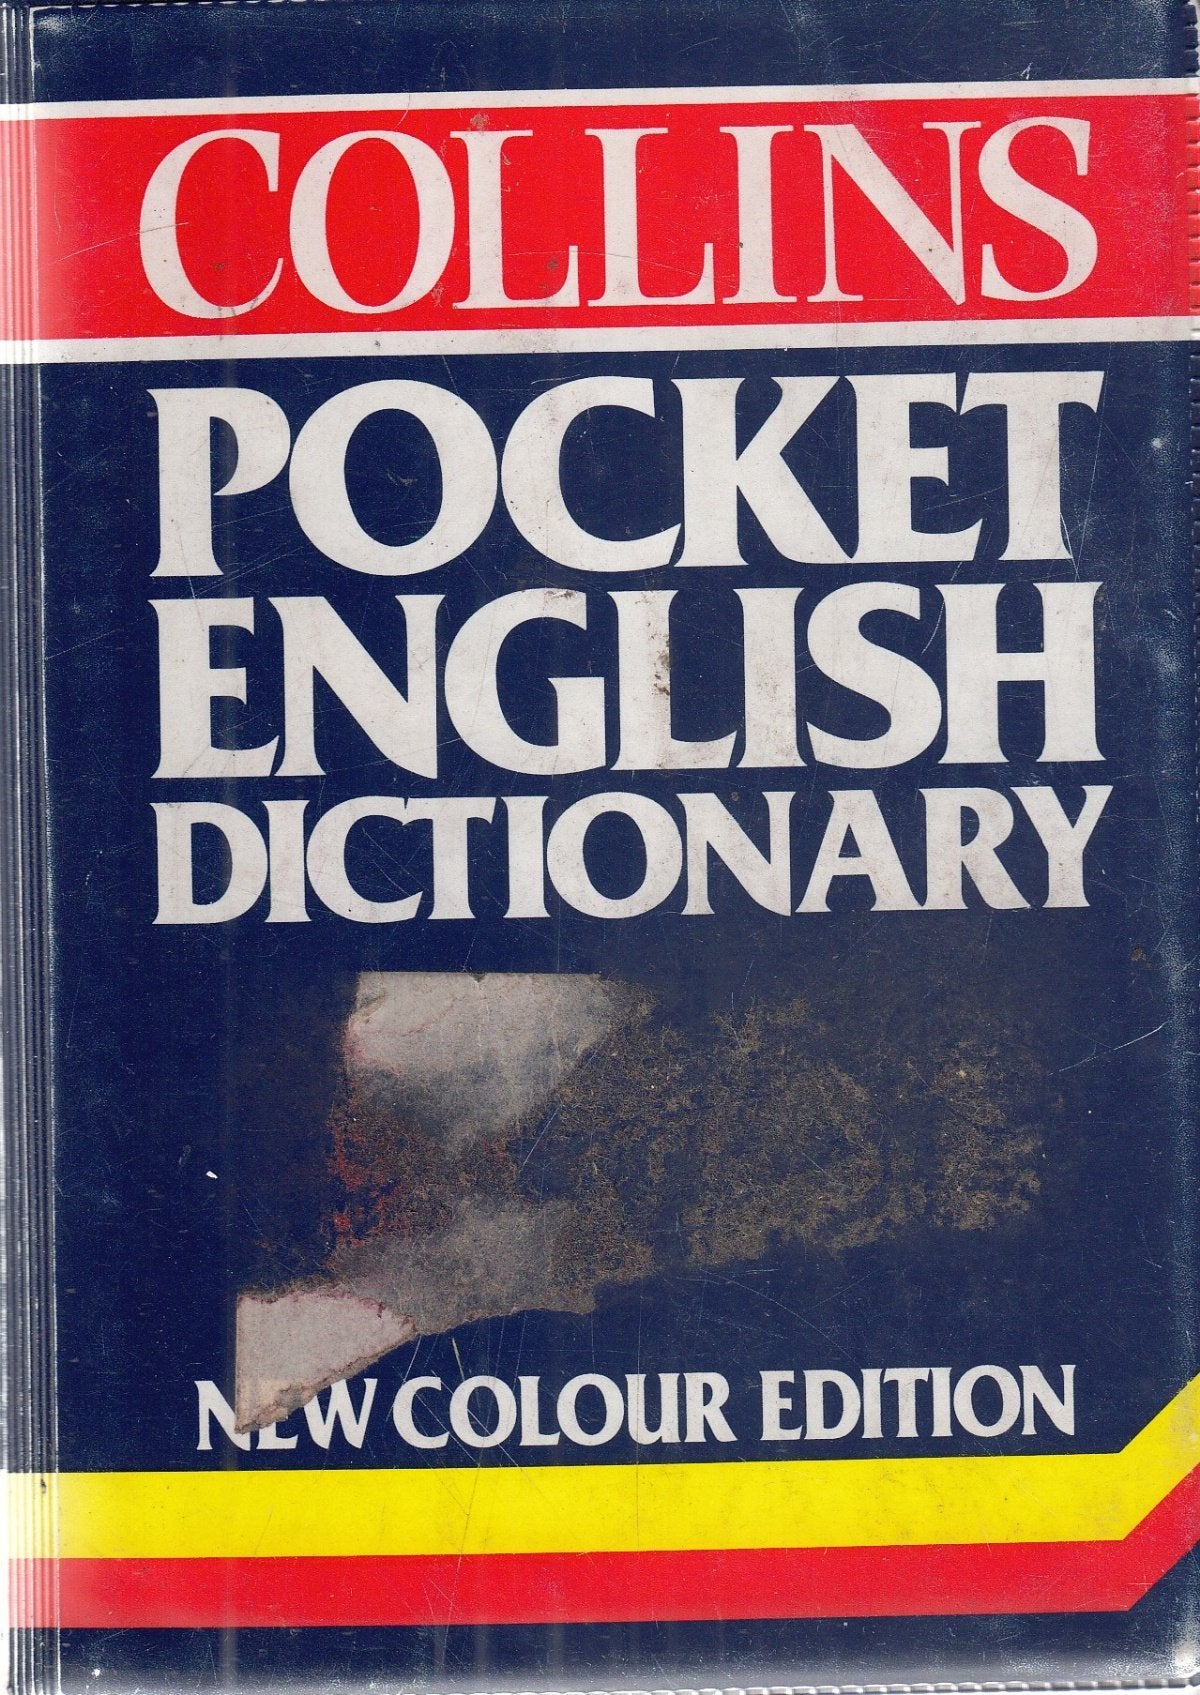 COLLINS
POCKET
ENGLISH
DICTIONARY
NEW COLOUR EDITION